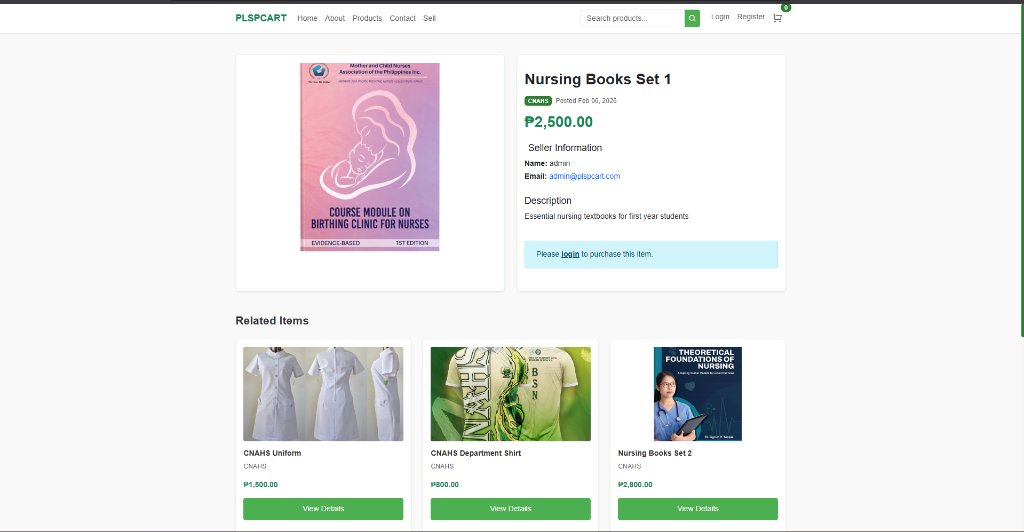 PLSPCART Home About Products Contact Sell Search products... Login Register 0
Mother and Child Nurses
Association of the Philippines Inc.
COURSE MODULE ON
BIRTHING CLINIC FOR NURSES
EVIDENCE-BASED 1ST EDITION
Nursing Books Set 1
CNAHS Posted Feb 06, 2026
₱2,500.00
Seller Information
Name: admin
Email: admin@plspcart.com
Description
Essential nursing textbooks for first year students
Please login to purchase this item.
Related Items
CNAHS
BSN
THEORETICAL
FOUNDATIONS OF
NURSING
CNAHS Uniform
CNAHS
₱1,500.00
View Details
CNAHS Department Shirt
CNAHS
₱800.00
View Details
Nursing Books Set 2
CNAHS
₱2,800.00
View Details